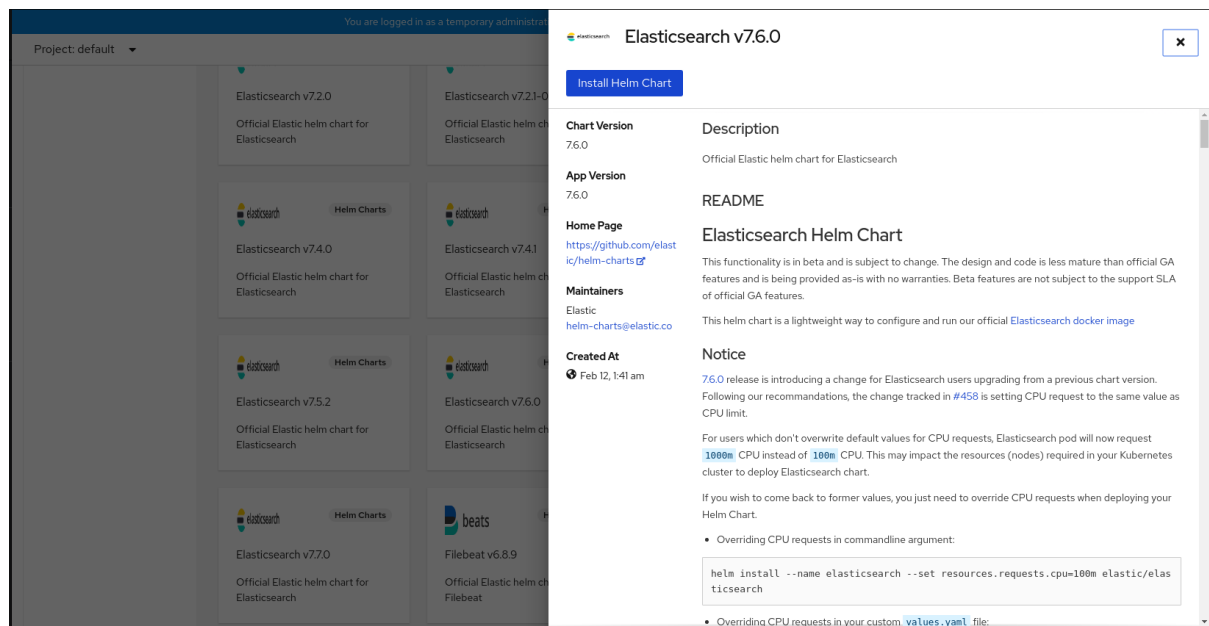 You are logged in as a temporary administrat
Project: default
Elasticsearch v7.2.0
Official Elastic helm chart for
Elasticsearch
Elasticsearch v7.2.1-0
Official Elastic helm ch
Elasticsearch
elasticsearch
Helm Charts
Elasticsearch v7.4.0
Official Elastic helm chart for
Elasticsearch
elasticsearch
H
Elasticsearch v7.4.1
Official Elastic helm ch
Elasticsearch
elasticsearch
Helm Charts
Elasticsearch v7.5.2
Official Elastic helm chart for
Elasticsearch
elasticsearch
H
Elasticsearch v7.6.0
Official Elastic helm ch
Elasticsearch
elasticsearch
Helm Charts
Elasticsearch v7.7.0
Official Elastic helm chart for
Elasticsearch
beats
H
Filebeat v6.8.9
Official Elastic helm ch
Filebeat
elasticsearch
Elasticsearch v7.6.0
Install Helm Chart
Chart Version
7.6.0
App Version
7.6.0
Home Page
https://github.com/elast
ic/helm-charts
Maintainers
Elastic
helm-charts@elastic.co
Created At
Feb 12, 1:41 am
Description
Official Elastic helm chart for Elasticsearch
README
Elasticsearch Helm Chart
This functionality is in beta and is subject to change. The design and code is less mature than official GA
features and is being provided as-is with no warranties. Beta features are not subject to the support SLA
of official GA features.
This helm chart is a lightweight way to configure and run our official Elasticsearch docker image
Notice
7.6.0 release is introducing a change for Elasticsearch users upgrading from a previous chart version.
Following our recommandations, the change tracked in #458 is setting CPU request to the same value as
CPU limit.
For users which don't overwrite default values for CPU requests, Elasticsearch pod will now request
1000m CPU instead of 100m CPU. This may impact the resources (nodes) required in your Kubernetes
cluster to deploy Elasticsearch chart.
If you wish to come back to former values, you just need to override CPU requests when deploying your
Helm Chart.
• Overriding CPU requests in commandline argument:
helm install --name elasticsearch --set resources.requests.cpu=100m elastic/elas
ticsearch
• Overriding CPU requests in your custom values.yaml file: